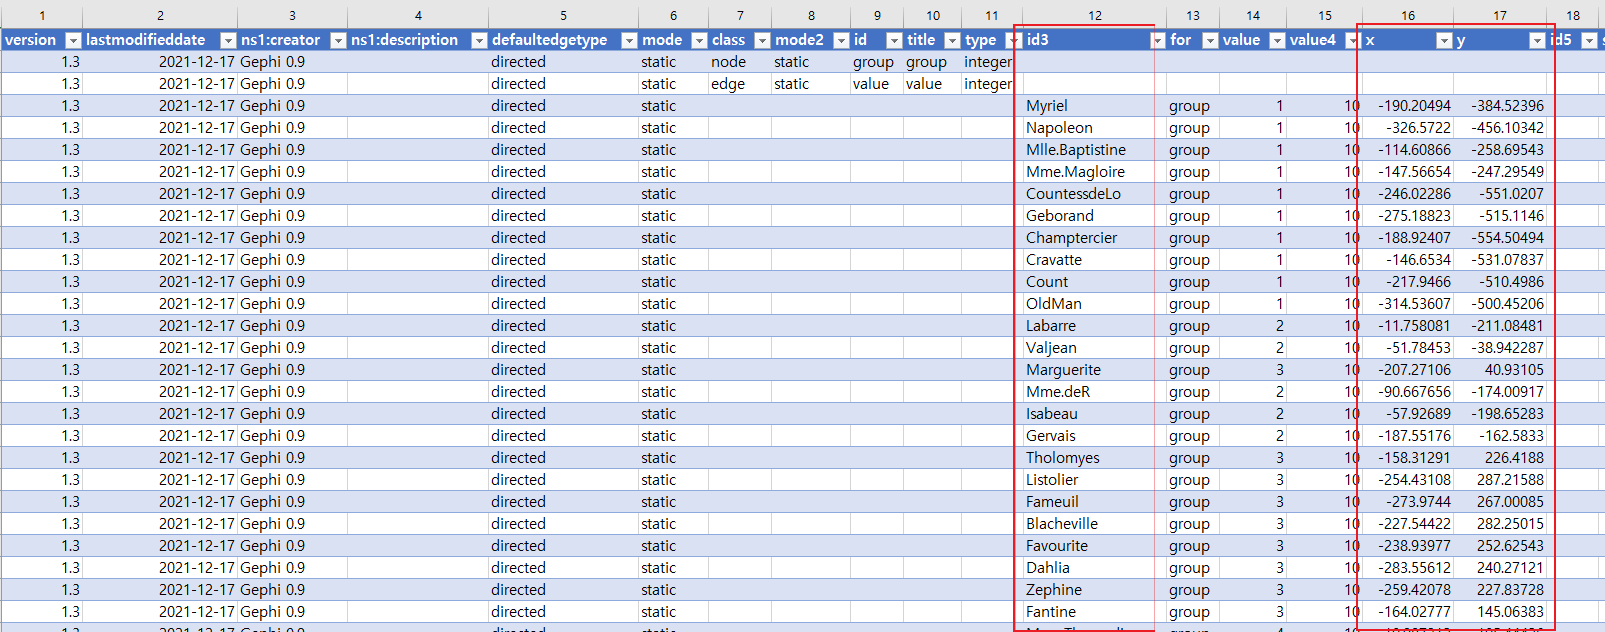 1 2 3 4 5 6 7 8 9 10 11 12 13 14 15 16 17 18
version lastmodifieddate ns1:creator ns1:description defaultedgetype mode class mode2 id title type id3 for value value4 x y id5
1.3 2021-12-17 Gephi 0.9 directed static node static group group integer
1.3 2021-12-17 Gephi 0.9 directed static edge static value value integer
1.3 2021-12-17 Gephi 0.9 directed static Myriel group 1 10 -190.20494 -384.52396
1.3 2021-12-17 Gephi 0.9 directed static Napoleon group 1 10 -326.5722 -456.10342
1.3 2021-12-17 Gephi 0.9 directed static Mlle.Baptistine group 1 10 -114.60866 -258.69543
1.3 2021-12-17 Gephi 0.9 directed static Mme.Magloire group 1 10 -147.56654 -247.29549
1.3 2021-12-17 Gephi 0.9 directed static CountessdeLo group 1 10 -246.02286 -551.0207
1.3 2021-12-17 Gephi 0.9 directed static Geborand group 1 10 -275.18823 -515.1146
1.3 2021-12-17 Gephi 0.9 directed static Champtercier group 1 10 -188.92407 -554.50494
1.3 2021-12-17 Gephi 0.9 directed static Cravatte group 1 10 -146.6534 -531.07837
1.3 2021-12-17 Gephi 0.9 directed static Count group 1 10 -217.9466 -510.4986
1.3 2021-12-17 Gephi 0.9 directed static OldMan group 1 10 -314.53607 -500.45206
1.3 2021-12-17 Gephi 0.9 directed static Labarre group 2 10 -11.758081 -211.08481
1.3 2021-12-17 Gephi 0.9 directed static Valjean group 2 10 -51.78453 -38.942287
1.3 2021-12-17 Gephi 0.9 directed static Marguerite group 3 10 -207.27106 40.93105
1.3 2021-12-17 Gephi 0.9 directed static Mme.deR group 2 10 -90.667656 -174.00917
1.3 2021-12-17 Gephi 0.9 directed static Isabeau group 2 10 -57.92689 -198.65283
1.3 2021-12-17 Gephi 0.9 directed static Gervais group 2 10 -187.55176 -162.5833
1.3 2021-12-17 Gephi 0.9 directed static Tholomyes group 3 10 -158.31291 226.4188
1.3 2021-12-17 Gephi 0.9 directed static Listolier group 3 10 -254.43108 287.21588
1.3 2021-12-17 Gephi 0.9 directed static Fameuil group 3 10 -273.9744 267.00085
1.3 2021-12-17 Gephi 0.9 directed static Blacheville group 3 10 -227.54422 282.25015
1.3 2021-12-17 Gephi 0.9 directed static Favourite group 3 10 -238.93977 252.62543
1.3 2021-12-17 Gephi 0.9 directed static Dahlia group 3 10 -283.55612 240.27121
1.3 2021-12-17 Gephi 0.9 directed static Zephine group 3 10 -259.42078 227.83728
1.3 2021-12-17 Gephi 0.9 directed static Fantine group 3 10 -164.02777 145.06383